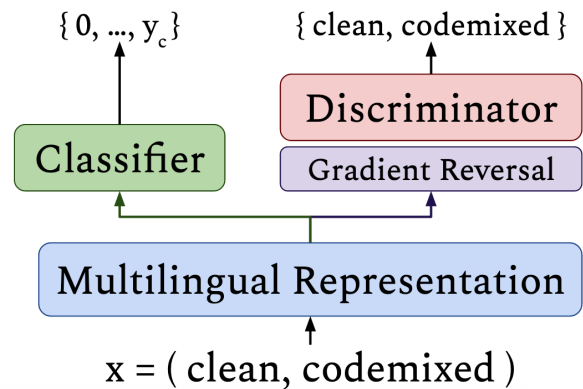 { 0, ..., y_c }
{ clean, codemixed }
Discriminator
Classifier
Gradient Reversal
Multilingual Representation
x = ( clean, codemixed )